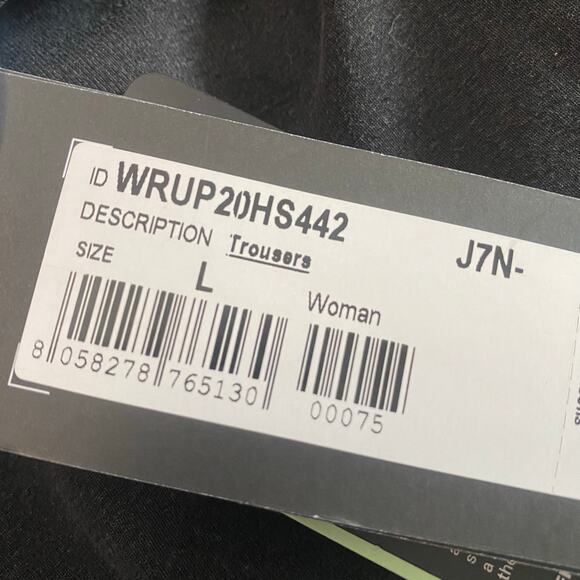 ID WRUP20HS442
DESCRIPTION Trousers J7N-
SIZE L Woman
8 058278 765130 00075